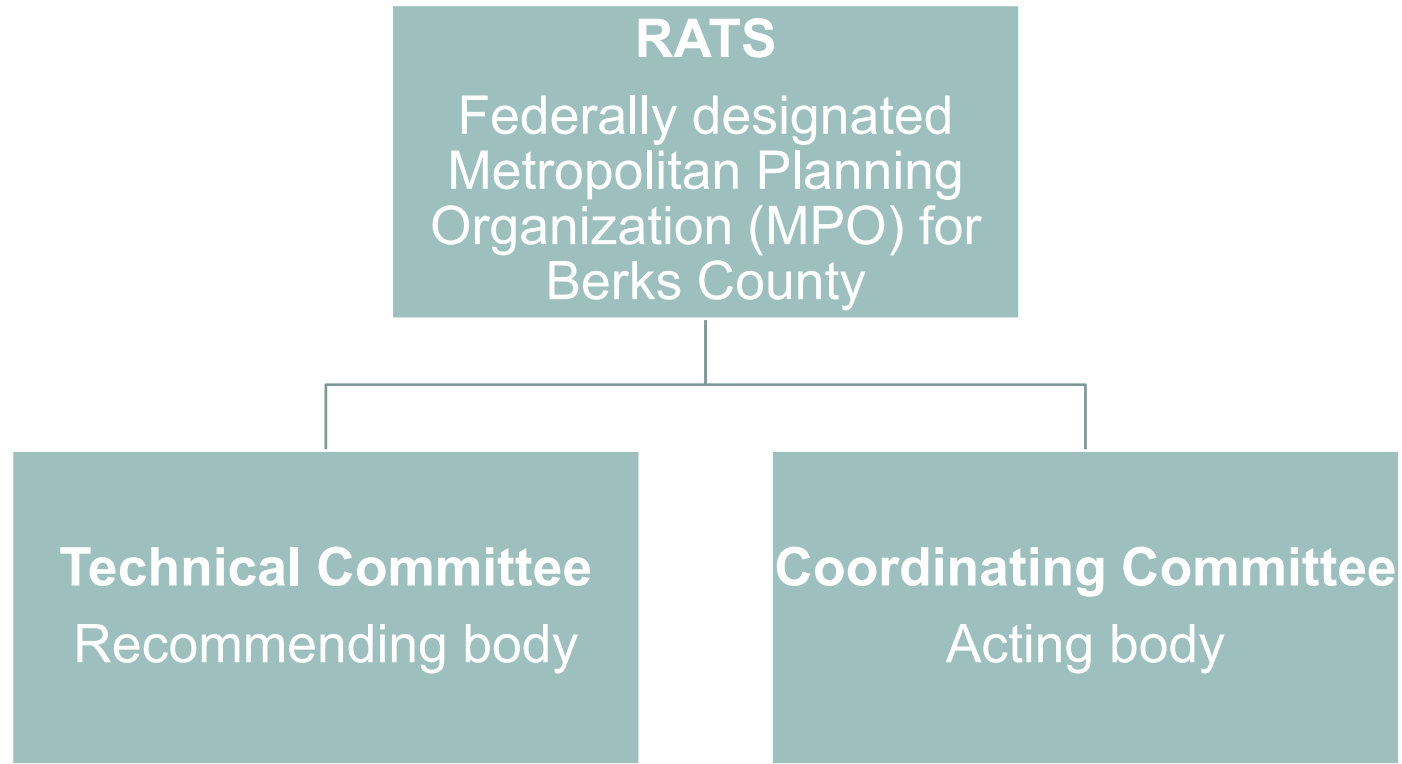 RATS
Federally designated
Metropolitan Planning
Organization (MPO) for
Berks County
Technical Committee
Recommending body
Coordinating Committee
Acting body